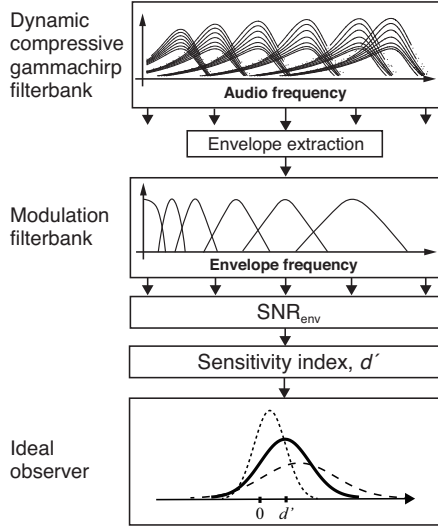 Dynamic
compressive
gammachirp
filterbank
Audio frequency
Envelope extraction
Modulation
filterbank
Envelope frequency
SNRenv
Sensitivity index, d´
Ideal
observer
0 d'